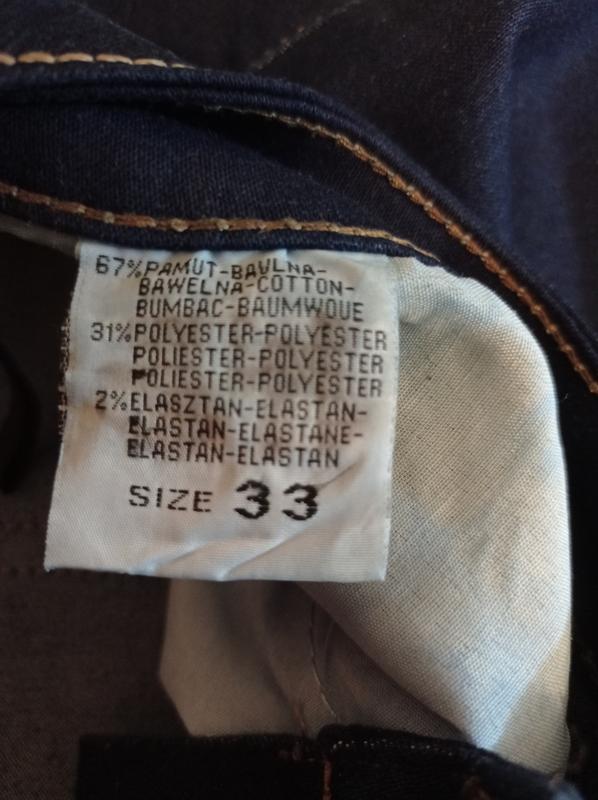 67%PAMUT-BAVLNA-
BAWELNA-COTTON-
BUMBAC-BAUMWOUE
31%POLYESTER-POLYESTER
POLIESTER-POLYESTER
POLIESTER-POLYESTER
2%ELASZTAN-ELASTAN-
ELASTAN-ELASTANE-
ELASTAN-ELASTAN
SIZE 33